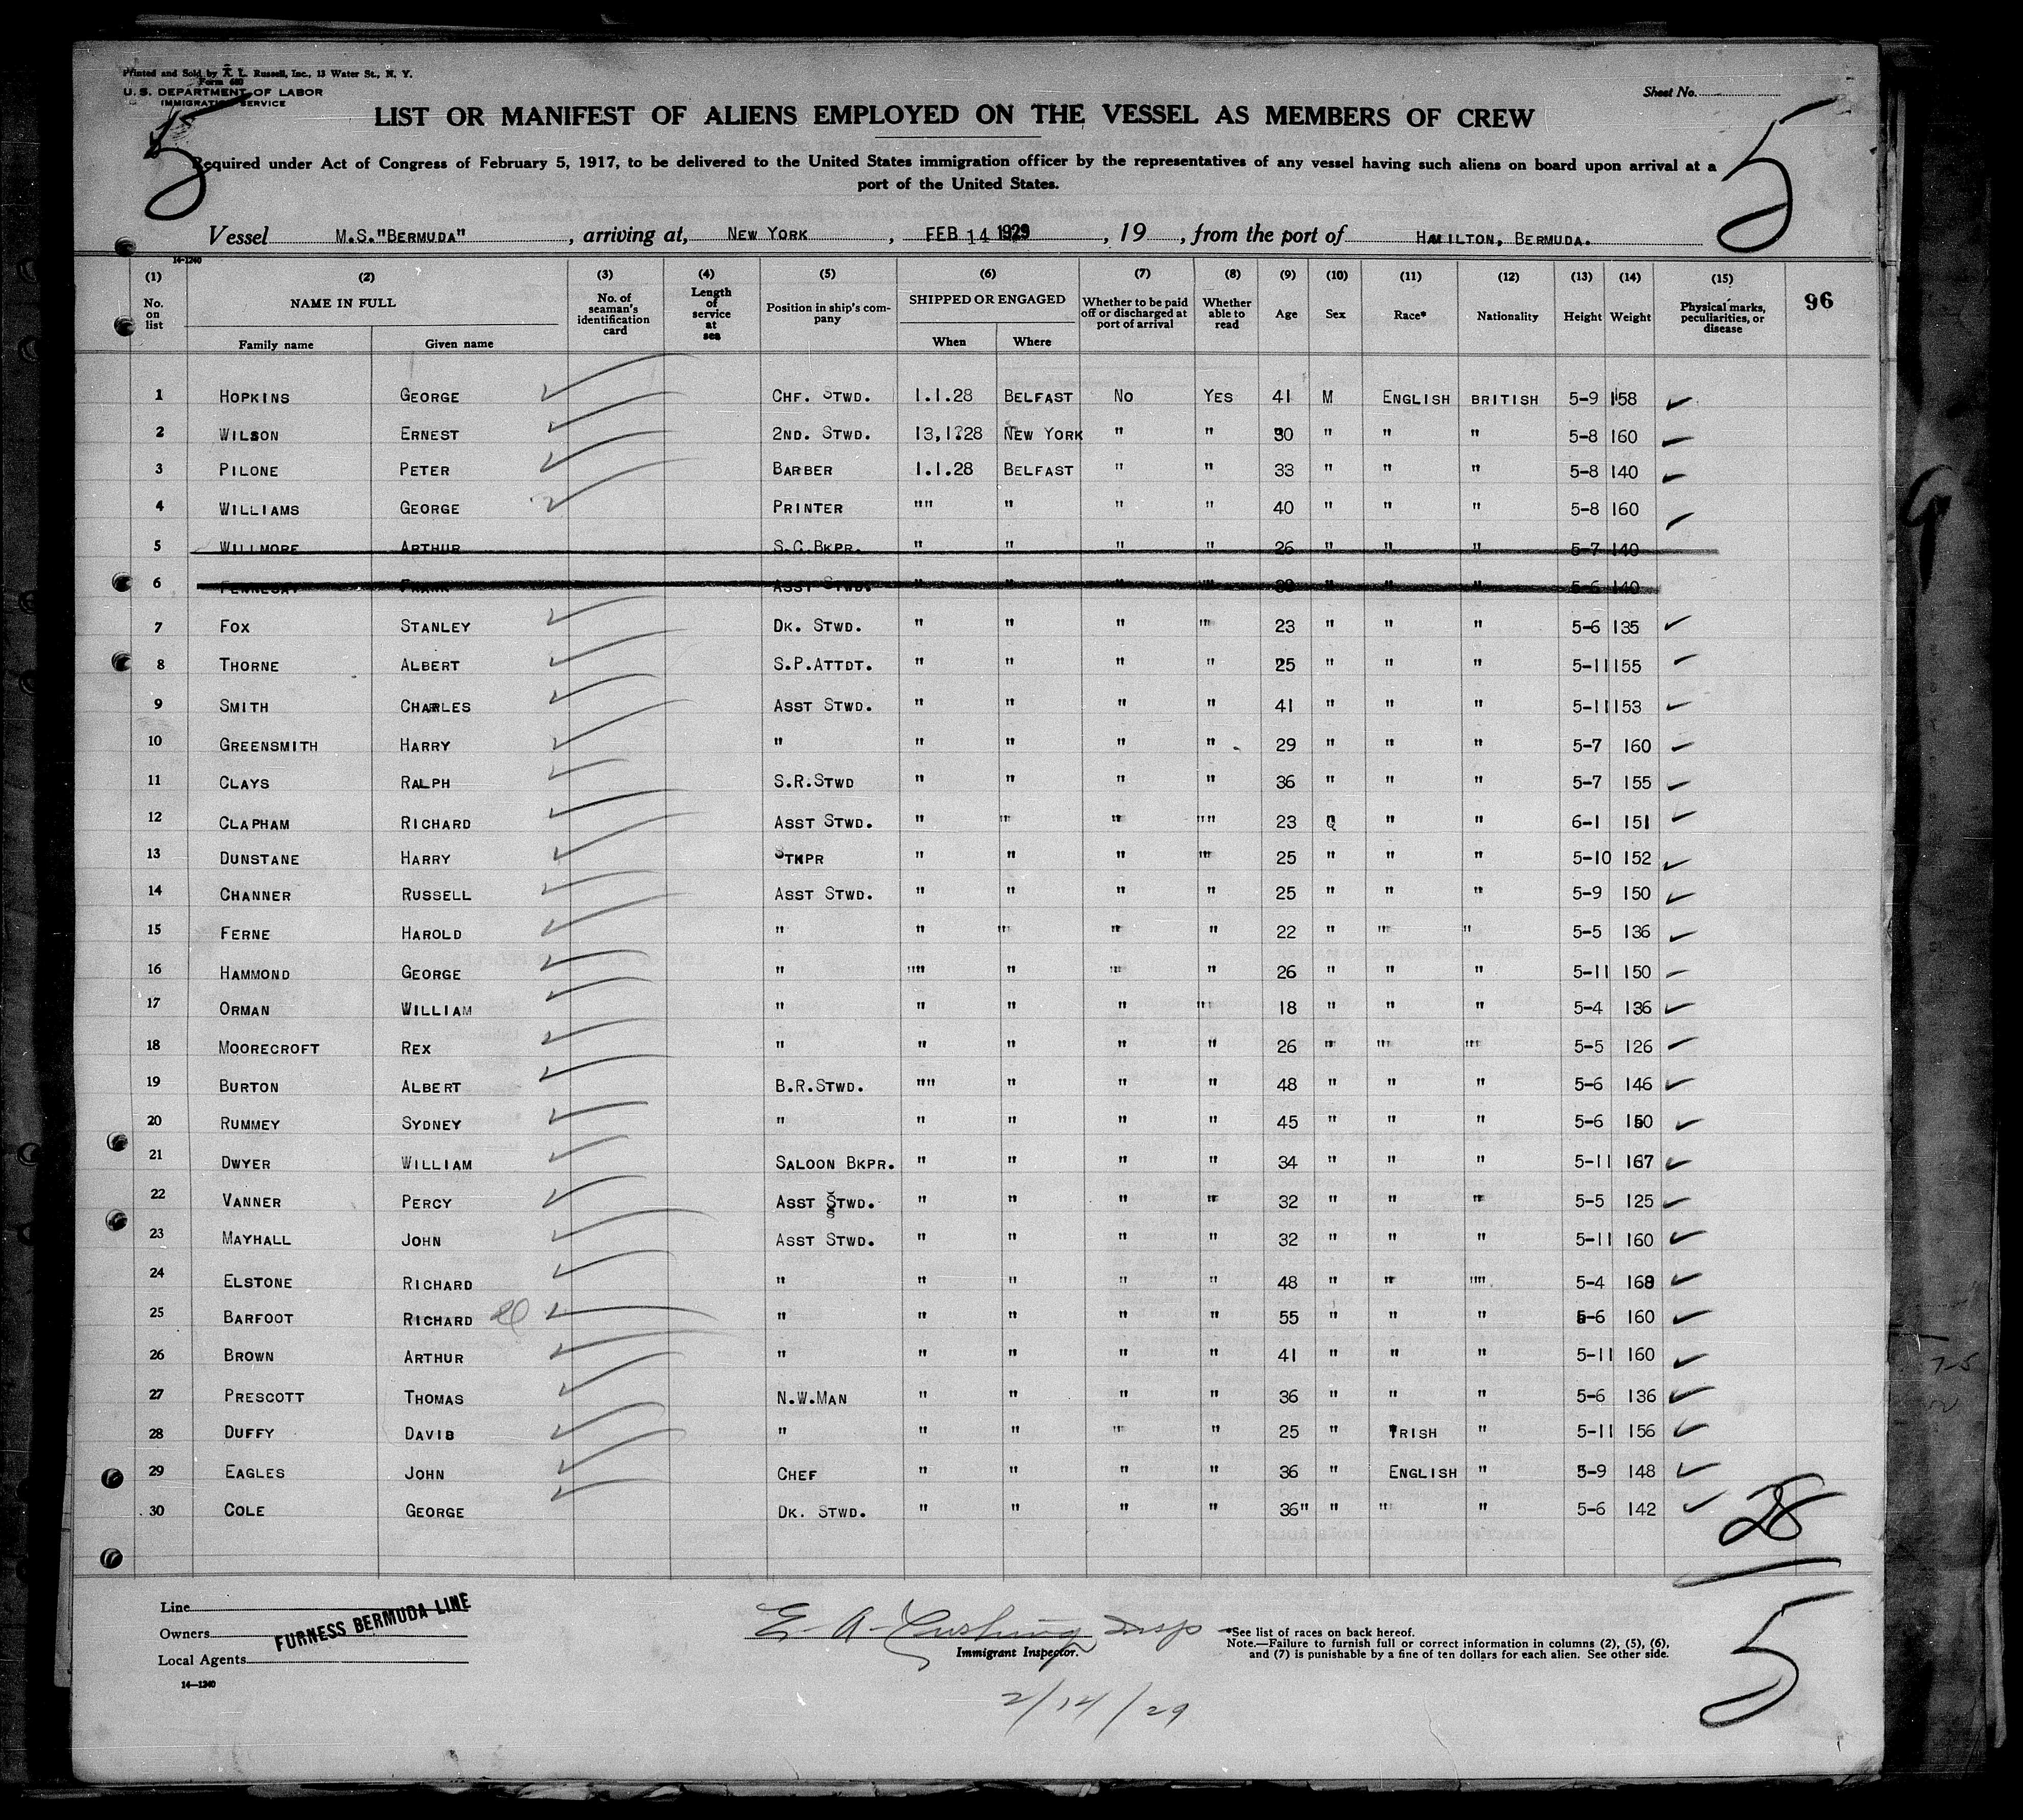 Printed and Sold by A. L. Russell, Inc., 13 Water St., N. Y.
Form 680
U. S. DEPARTMENT OF LABOR
IMMIGRATION SERVICE
Sheet No.
5 5
LIST OR MANIFEST OF ALIENS EMPLOYED ON THE VESSEL AS MEMBERS OF CREW
Required under Act of Congress of February 5, 1917, to be delivered to the United States immigration officer by the representatives of any vessel having such aliens on board upon arrival at a
port of the United States.
Vessel M.S. "BERMUDA", arriving at, NEW YORK, FEB 14 1929, 19 , from the port of HAMILTON, BERMUDA.
14-1240
(1) (2) (3) (4) (5) (6) (7) (8) (9) (10) (11) (12) (13) (14) (15)
No. on list NAME IN FULL No. of seaman's identification card Length of service at sea Position in ship's company SHIPPED OR ENGAGED Whether to be paid off or discharged at port of arrival Whether able to read Age Sex Race* Nationality Height Weight Physical marks, peculiarities, or disease 96
Family name Given name When Where
1 HOPKINS GEORGE CHF. STWD. 1.1.28 BELFAST NO YES 41 M ENGLISH BRITISH 5-9 158
2 WILSON ERNEST 2ND. STWD. 13,1?28 NEW YORK " " 30 " " " 5-8 160
3 PILONE PETER BARBER 1.1.28 BELFAST " " 33 " " " 5-8 140
4 WILLIAMS GEORGE PRINTER "" " " " 40 " " " 5-8 160
5 WILLMORE ARTHUR S.C.BKPR. " " " " 26 " " " 5-7 140
6 FRANK ASST STWD. " " " " " " " 5-6 140
7 FOX STANLEY DK. STWD. " " " " 23 " " " 5-6 135
8 THORNE ALBERT S.P.ATTDT. " " " " 25 " " " 5-11 155
9 SMITH CHARLES ASST STWD. " " " " 41 " " " 5-11 153
10 GREENSMITH HARRY " " " " " 29 " " " 5-7 160
11 CLAYS RALPH S.R.STWD " " " " 36 " " " 5-7 155
12 CLAPHAM RICHARD ASST STWD. " " " "" 23 " " " 6-1 151
13 DUNSTANE HARRY STKPR " " " " 25 " " " 5-10 152
14 CHANNER RUSSELL ASST STWD. " " " " 25 " " " 5-9 150
15 FERNE HAROLD " " " " " 22 " " " 5-5 136
16 HAMMOND GEORGE " "" " " " 26 " " " 5-11 150
17 ORMAN WILLIAM " " " " " 18 " " " 5-4 136
18 MOORECROFT REX " " " " " 26 " " " 5-5 126
19 BURTON ALBERT B.R.STWD. "" " " " 48 " " " 5-6 146
20 RUMMEY SYDNEY " " " " " 45 " " " 5-6 150
21 DWYER WILLIAM SALOON BKPR. " " " " 34 " " " 5-11 167
22 VANNER PERCY ASST STWD. " " " " 32 " " " 5-5 125
23 MAYHALL JOHN ASST STWD. " " " " 32 " " " 5-11 160
24 ELSTONE RICHARD " " " " " 48 " " "" 5-4 168
25 BARFOOT RICHARD " " " " " 55 " " " 5-6 160
26 BROWN ARTHUR " " " " " 41 " " " 5-11 160
27 PRESCOTT THOMAS N.W.MAN " " " " 36 " " " 5-6 136
28 DUFFY DAVID " " " " " 25 " IRISH " 5-11 156
29 EAGLES JOHN CHEF " " " " 36 " ENGLISH " 5-9 148
30 COLE GEORGE DK. STWD. " " " " 36" " " " 5-6 142
28
Line
Owners
FURNESS BERMUDA LINE
Local Agents
14—1240
E. A. Cushing Insp
Immigrant Inspector.
2/14/29
*See list of races on back hereof.
Note.—Failure to furnish full or correct information in columns (2), (5), (6),
and (7) is punishable by a fine of ten dollars for each alien. See other side.
5